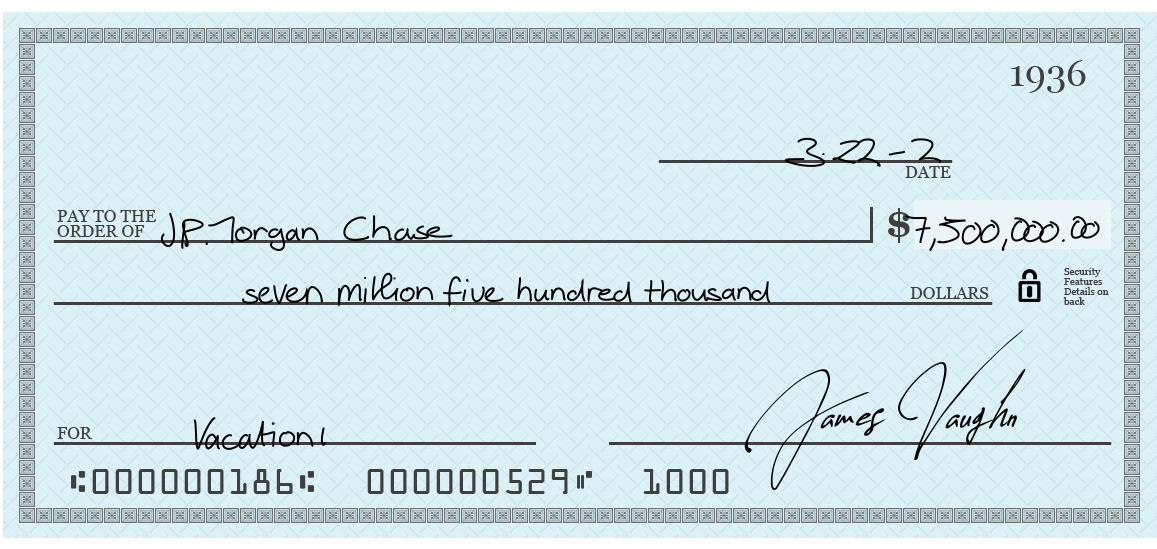 1936
3.22-2
DATE
PAY TO THE
ORDER OF J.P. Morgan Chase $ 7,500,000.00
seven million five hundred thousand DOLLARS
Security
Features
Details on
back
James Vaughn
FOR Vacation!
⑆000000186⑆ 000000529⑈ 1000